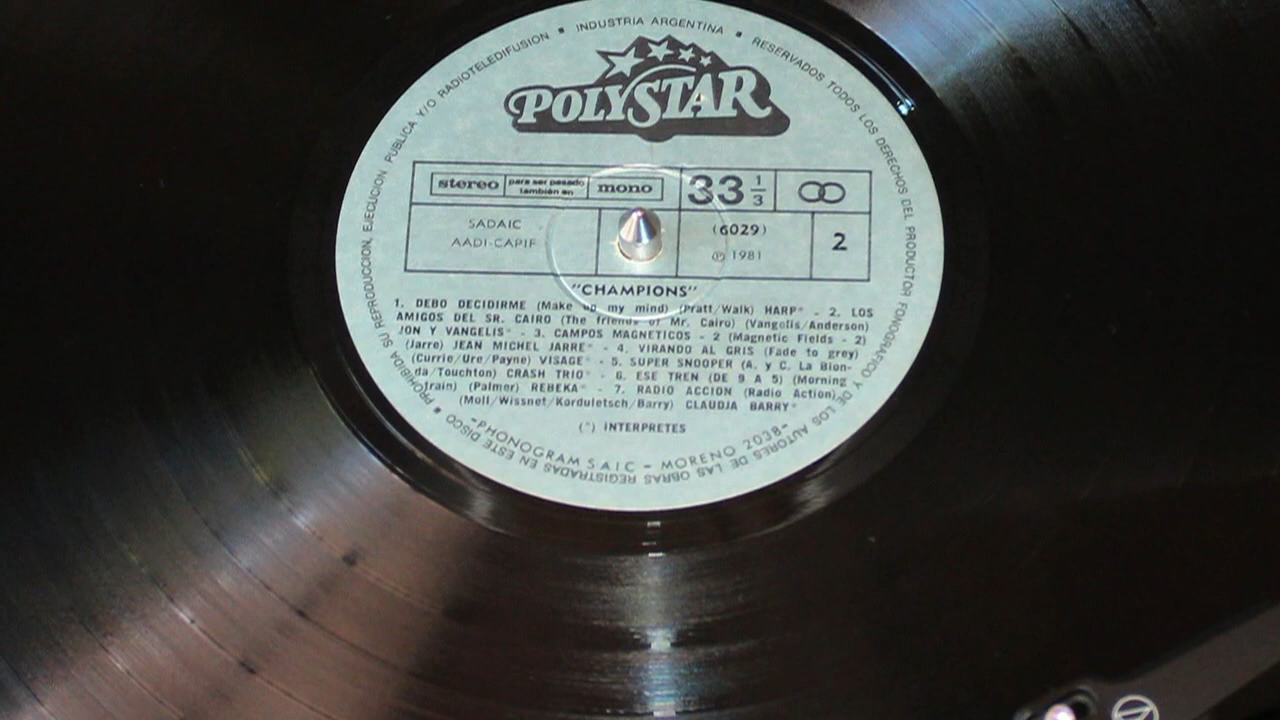 INDUSTRIA ARGENTINA ■ RESERVADOS TODOS LOS DERECHOS DEL PRODUCTOR FONOGRAFICO Y DE LOS AUTORES DE LAS OBRAS REGISTRADAS EN ESTE DISCO ■ PROHIBIDA SU REPRODUCCION, EJECUCION PUBLICA Y/O RADIOTELEDIFUSION ■
POLYSTAR
stereo para ser pasado también en mono 33 1/3
SADAIC
AADI-CAPIF
(6029)
℗ 1981
2
"CHAMPIONS"
1. DEBO DECIDIRME (Make up my mind) (Pratt/Walk) HARP* - 2. LOS
AMIGOS DEL SR. CAIRO (The friends of Mr. Cairo) (Vangelis/Anderson)
JON Y VANGELIS* - 3. CAMPOS MAGNETICOS - 2 (Magnetic Fields - 2)
(Jarre) JEAN MICHEL JARRE* - 4. VIRANDO AL GRIS (Fade to grey)
(Currie/Ure/Payne) VISAGE* - 5. SUPER SNOOPER (A. y C. La Bion-
da/Touchton) CRASH TRIO* - 6. ESE TREN (DE 9 A 5) (Morning
train) (Palmer) REBEKA* - 7. RADIO ACCION (Radio Action)
(Moll/Wissnet/Korduletsch/Barry) CLAUDJA BARRY*
(*) INTERPRETES
-PHONOGRAM S A I C - MORENO 2038-